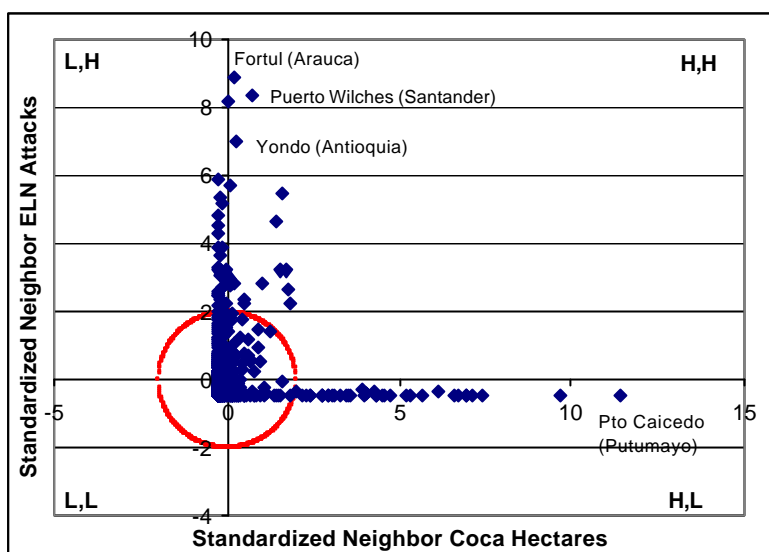 10
L,H
Fortul (Arauca)
H,H
Puerto Wilches (Santander)
8
Yondo (Antioquia)
6
4
2
0
-5
0
5
10
15
Pto Caicedo
(Putumayo)
-2
L,L
H,L
-4
Standardized Neighbor ELN Attacks
Standardized Neighbor Coca Hectares